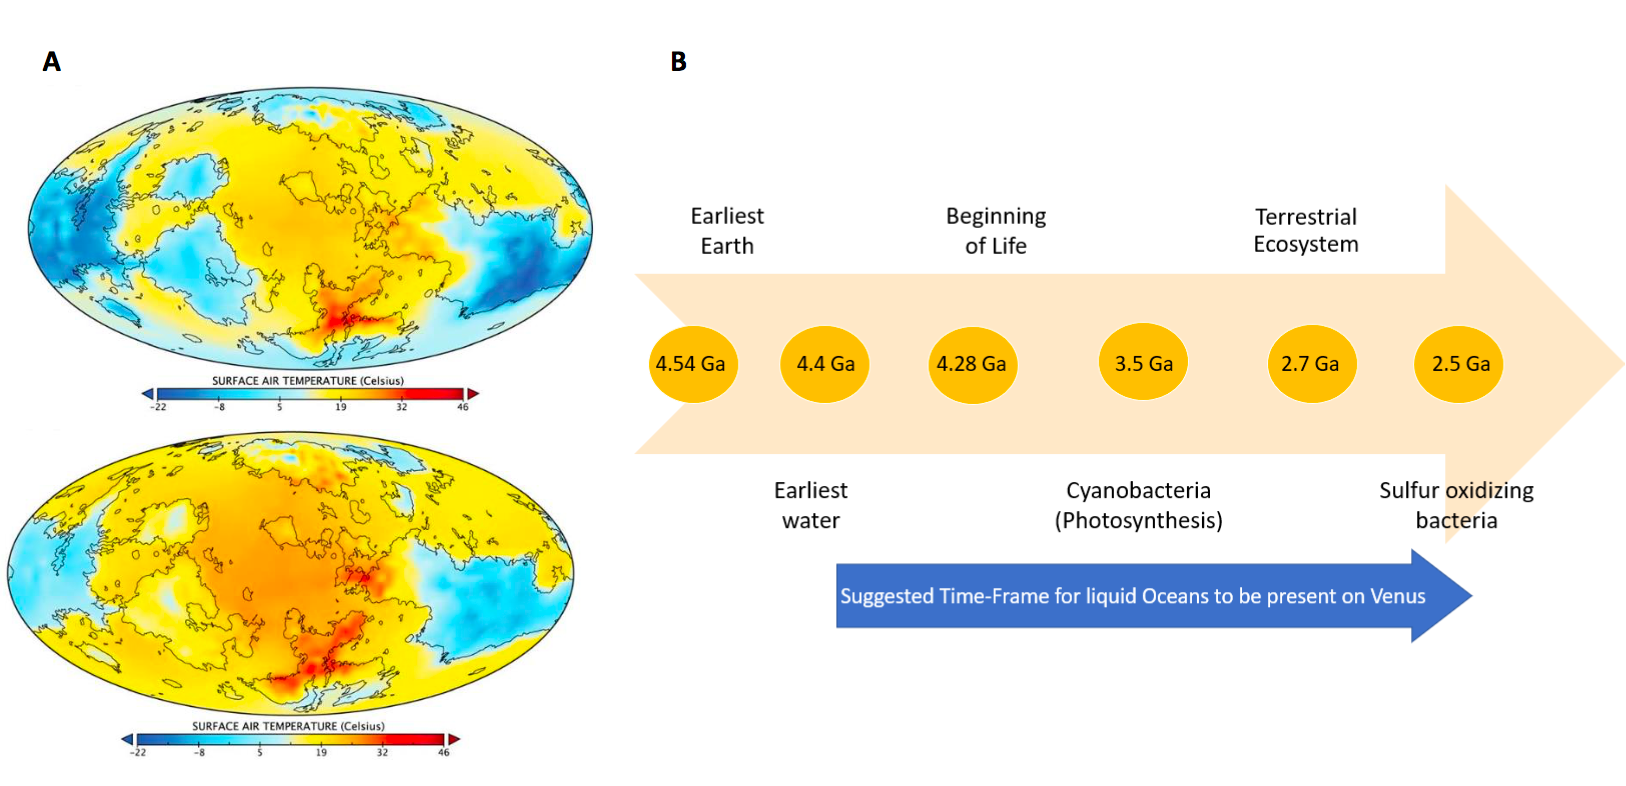 A
SURFACE AIR TEMPERATURE (Celsius)
-22 -8 5 19 32 46
SURFACE AIR TEMPERATURE (Celsius)
-22 -8 5 19 32 46
B
Earliest
Earth
Beginning
of Life
Terrestrial
Ecosystem
4.54 Ga 4.4 Ga 4.28 Ga 3.5 Ga 2.7 Ga 2.5 Ga
Earliest
water
Cyanobacteria
(Photosynthesis)
Sulfur oxidizing
bacteria
Suggested Time-Frame for liquid Oceans to be present on Venus